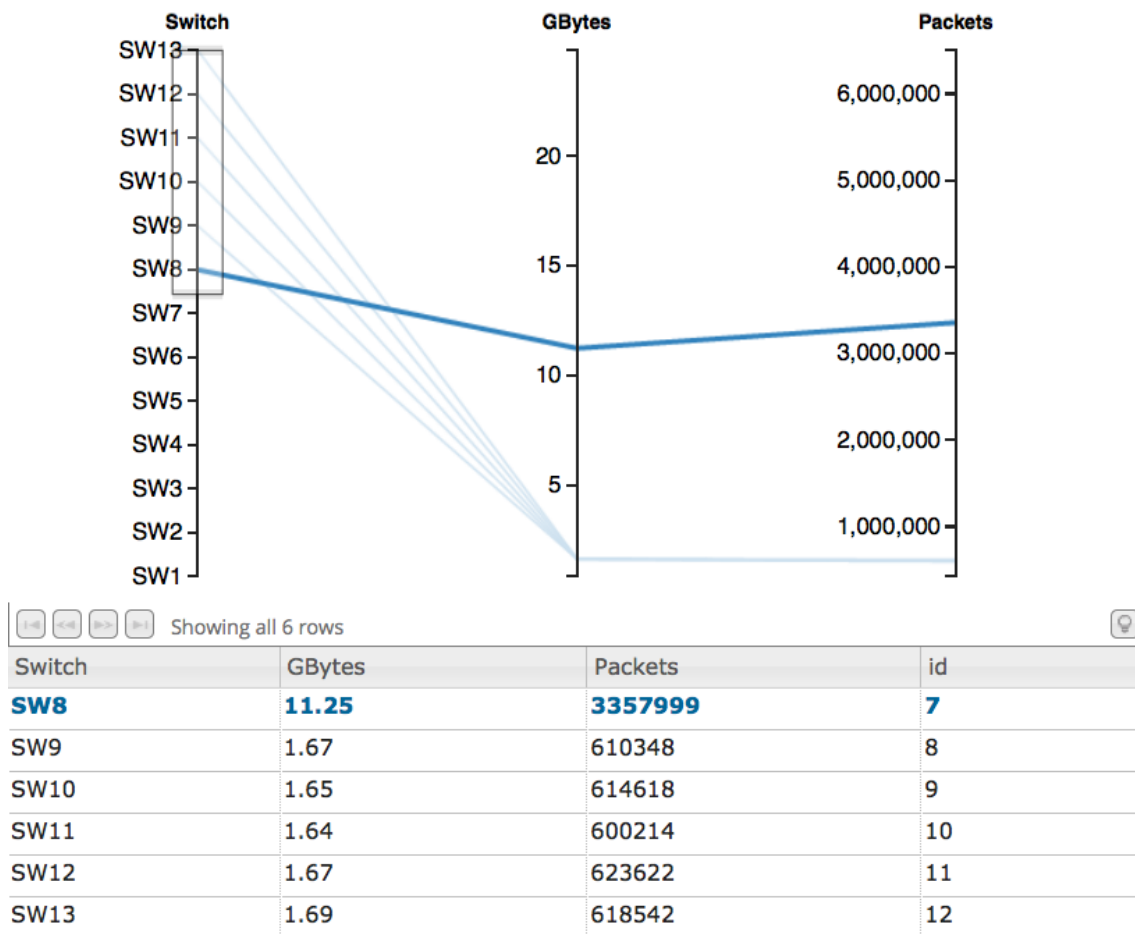 Switch GBytes Packets
SW13
SW12 6,000,000
SW11
20
SW10 5,000,000
SW9
15 4,000,000
SW8
SW7
SW6 3,000,000
10
SW5
SW4 2,000,000
SW3 5
SW2 1,000,000
SW1
Showing all 6 rows
Switch GBytes Packets id
SW8 11.25 3357999 7
SW9 1.67 610348 8
SW10 1.65 614618 9
SW11 1.64 600214 10
SW12 1.67 623622 11
SW13 1.69 618542 12